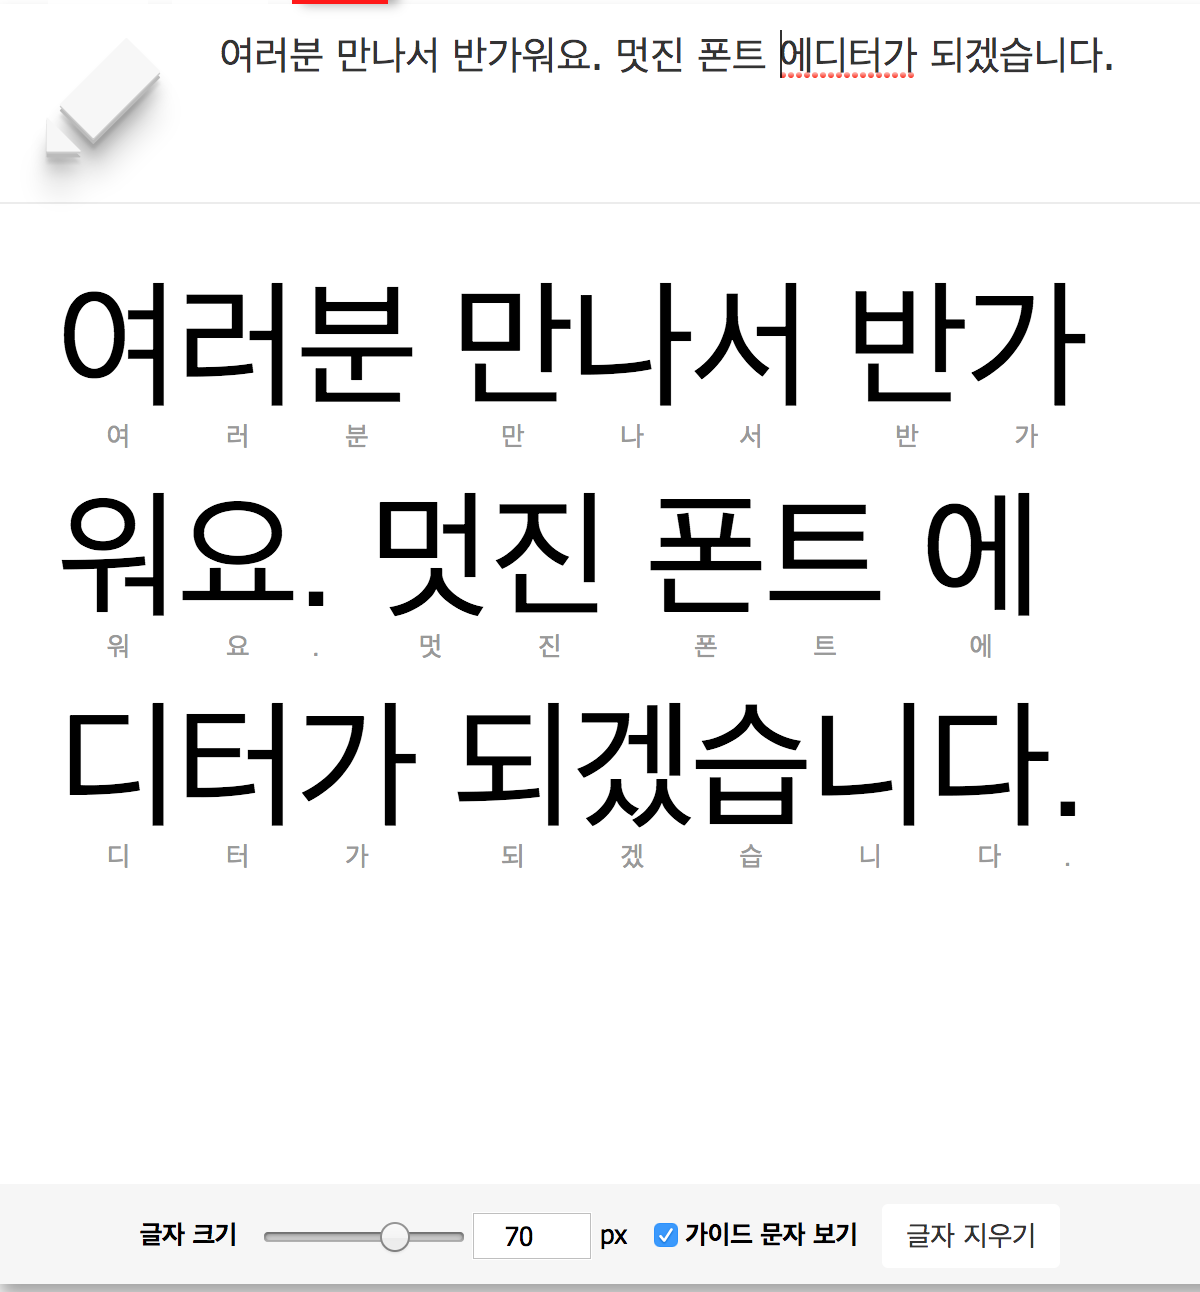 여러분 만나서 반가워요. 멋진 폰트 에디터가 되겠습니다.
여러분 만나서 반가
여 러 분 만 나 서 반 가
워요. 멋진 폰트 에
워 요 . 멋 진 폰 트 에
디터가 되겠습니다.
디 터 가 되 겠 습 니 다 .
글자 크기 70 px 가이드 문자 보기 글자 지우기